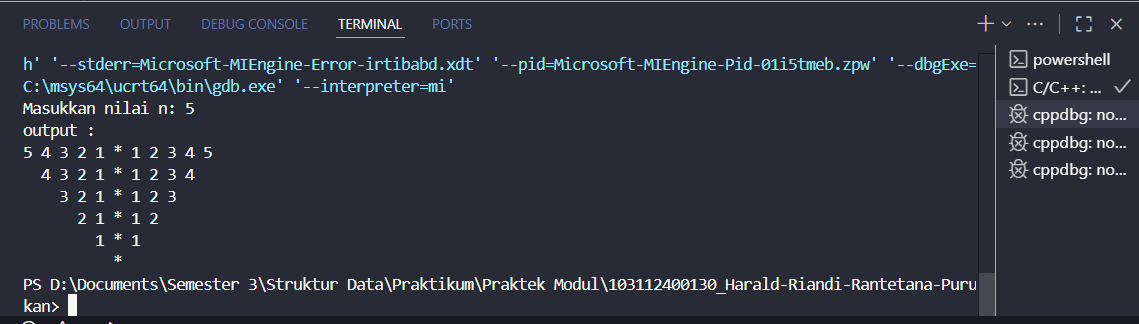 PROBLEMS OUTPUT DEBUG CONSOLE TERMINAL PORTS
h' '--stderr=Microsoft-MIEngine-Error-irtibabd.xdt' '--pid=Microsoft-MIEngine-Pid-01i5tmeb.zpw' '--dbgExe=
C:\msys64\ucrt64\bin\gdb.exe' '--interpreter=mi'
Masukkan nilai n: 5
output :
5 4 3 2 1 * 1 2 3 4 5
  4 3 2 1 * 1 2 3 4
    3 2 1 * 1 2 3
      2 1 * 1 2
        1 * 1
          *
PS D:\Documents\Semester 3\Struktur Data\Praktikum\Praktek Modul\103112400130_Harald-Riandi-Rantetana-Puru
kan>
powershell
C/C++: ...
cppdbg: no...
cppdbg: no...
cppdbg: no...